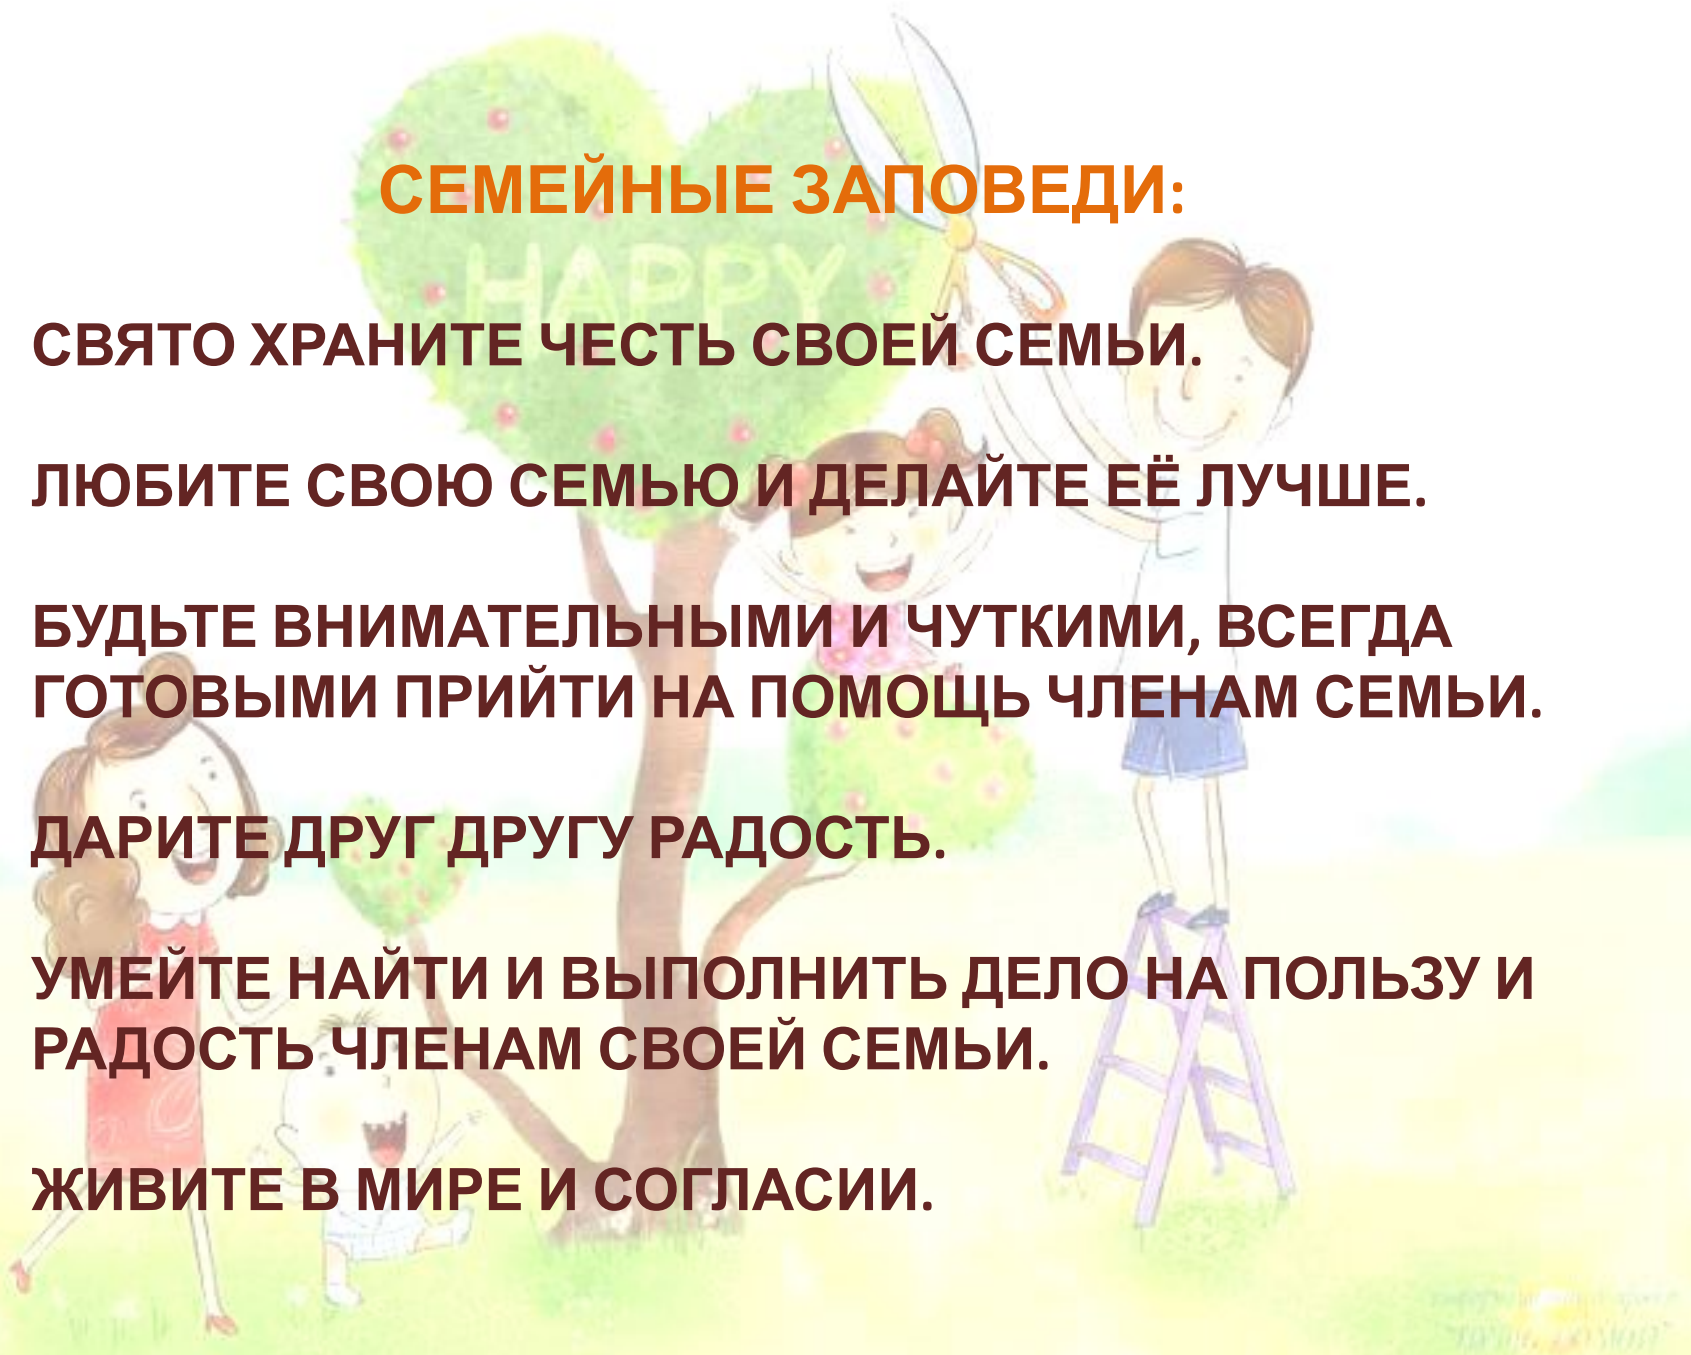 СЕМЕЙНЫЕ ЗАПОВЕДИ:
HAPPY
СВЯТО ХРАНИТЕ ЧЕСТЬ СВОЕЙ СЕМЬИ.
ЛЮБИТЕ СВОЮ СЕМЬЮ И ДЕЛАЙТЕ ЕЁ ЛУЧШЕ.
БУДЬТЕ ВНИМАТЕЛЬНЫМИ И ЧУТКИМИ, ВСЕГДА
ГОТОВЫМИ ПРИЙТИ НА ПОМОЩЬ ЧЛЕНАМ СЕМЬИ.
ДАРИТЕ ДРУГ ДРУГУ РАДОСТЬ.
УМЕЙТЕ НАЙТИ И ВЫПОЛНИТЬ ДЕЛО НА ПОЛЬЗУ И
РАДОСТЬ ЧЛЕНАМ СВОЕЙ СЕМЬИ.
ЖИВИТЕ В МИРЕ И СОГЛАСИИ.